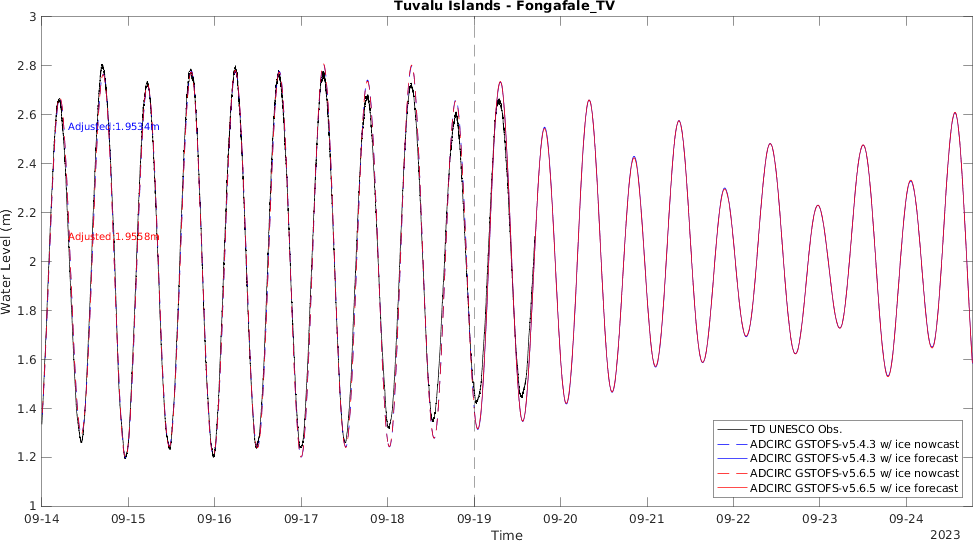 Tuvalu Islands - Fongafale_TV
3
2.8
2.6
2.4
2.2
2
1.8
1.6
1.4
1.2
1
Water Level (m)
Adjusted:1.9534m
Adjusted:1.9558m
TD UNESCO Obs.
ADCIRC GSTOFS-v5.4.3 w/ ice nowcast
ADCIRC GSTOFS-v5.4.3 w/ ice forecast
ADCIRC GSTOFS-v5.6.5 w/ ice nowcast
ADCIRC GSTOFS-v5.6.5 w/ ice forecast
09-14 09-15 09-16 09-17 09-18 09-19 09-20 09-21 09-22 09-23 09-24
Time
2023